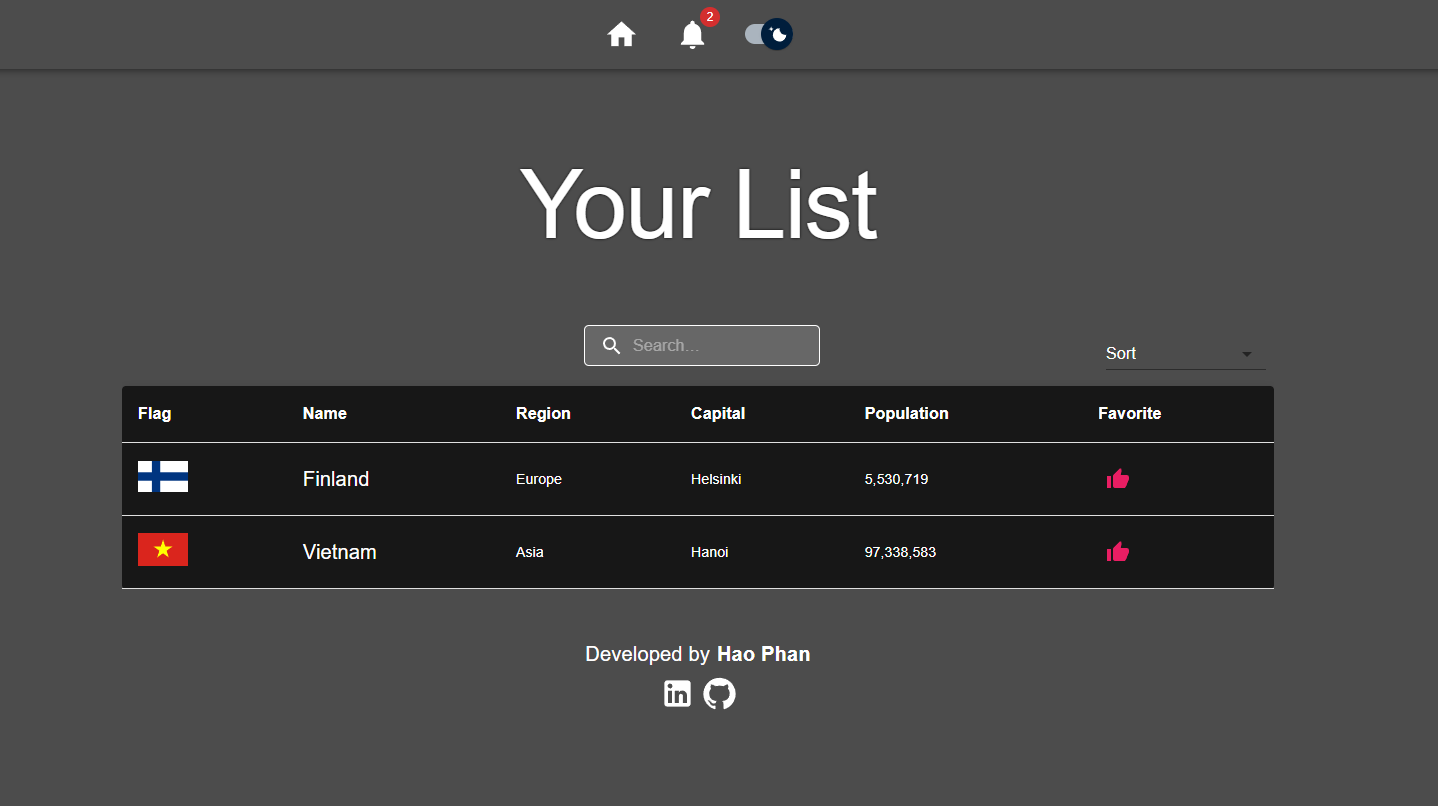 2
Your List
Search...
Sort
Flag Name Region Capital Population Favorite
Finland Europe Helsinki 5,530,719
Vietnam Asia Hanoi 97,338,583
Developed by Hao Phan
in